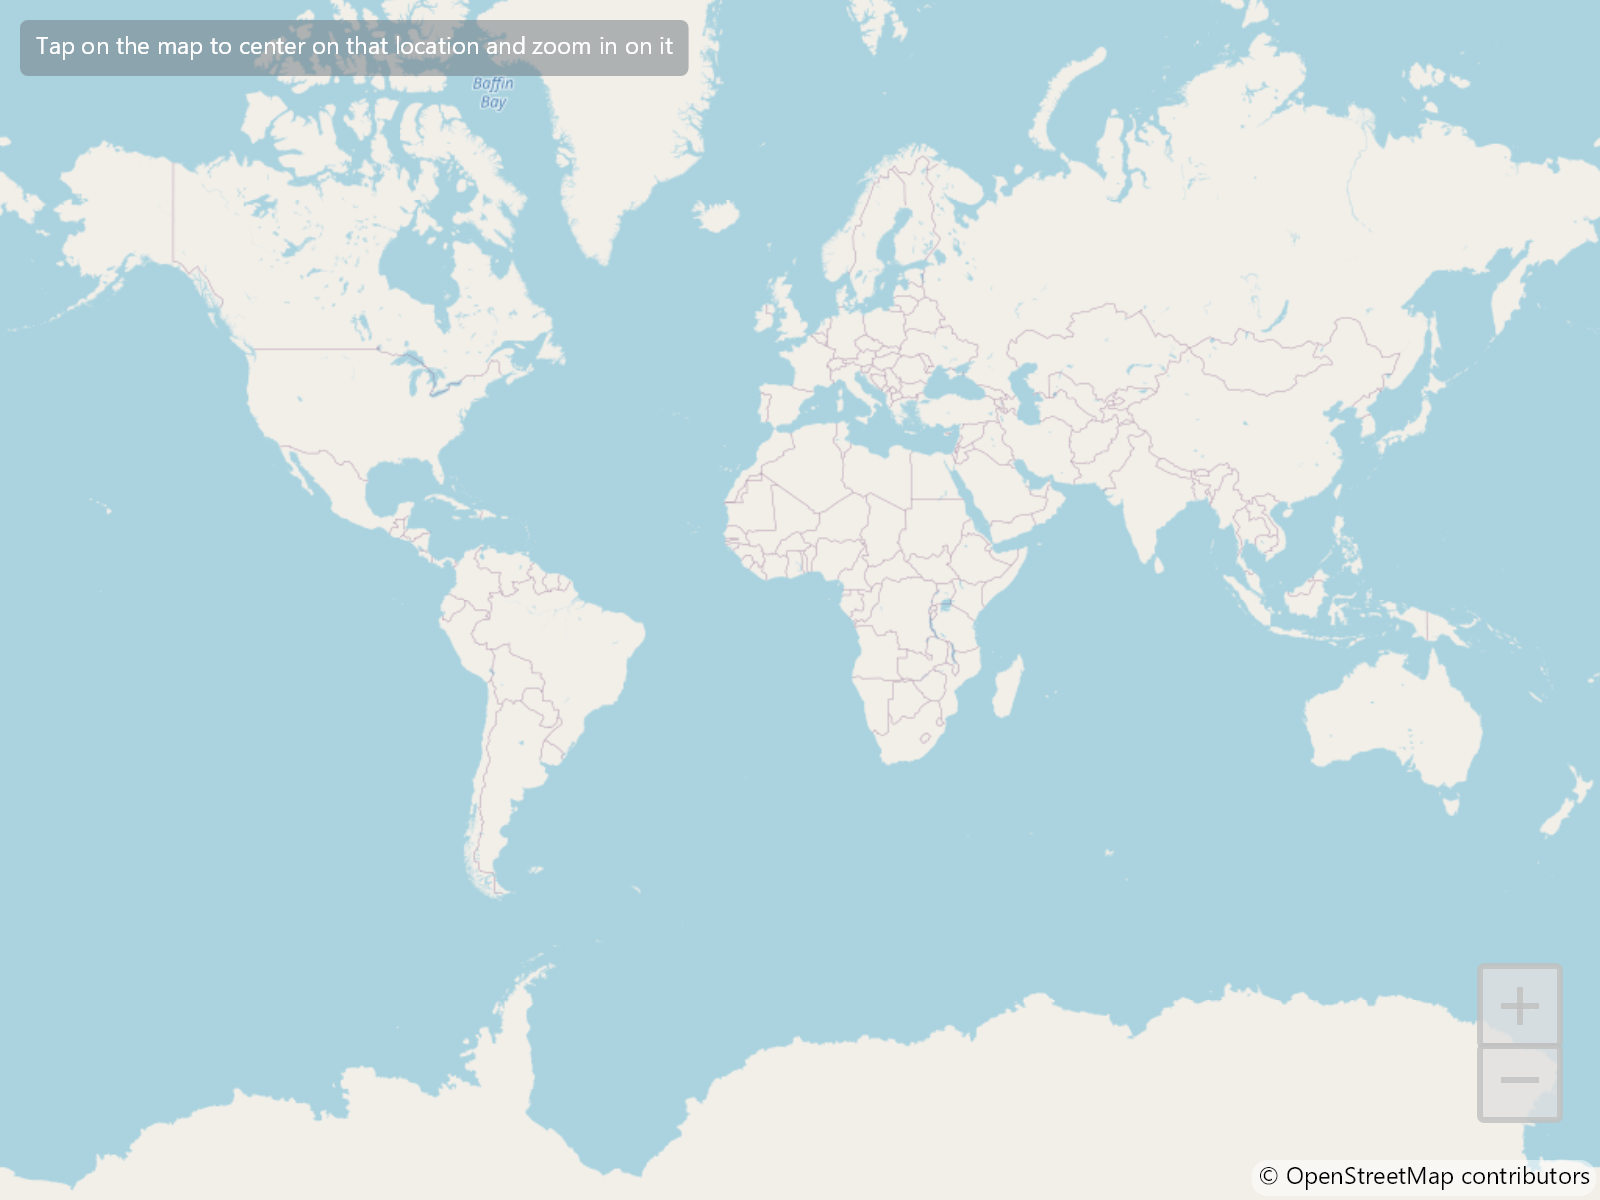 Tap on the map to center on that location and zoom in on it
Baffin
Bay
+
−
© OpenStreetMap contributors